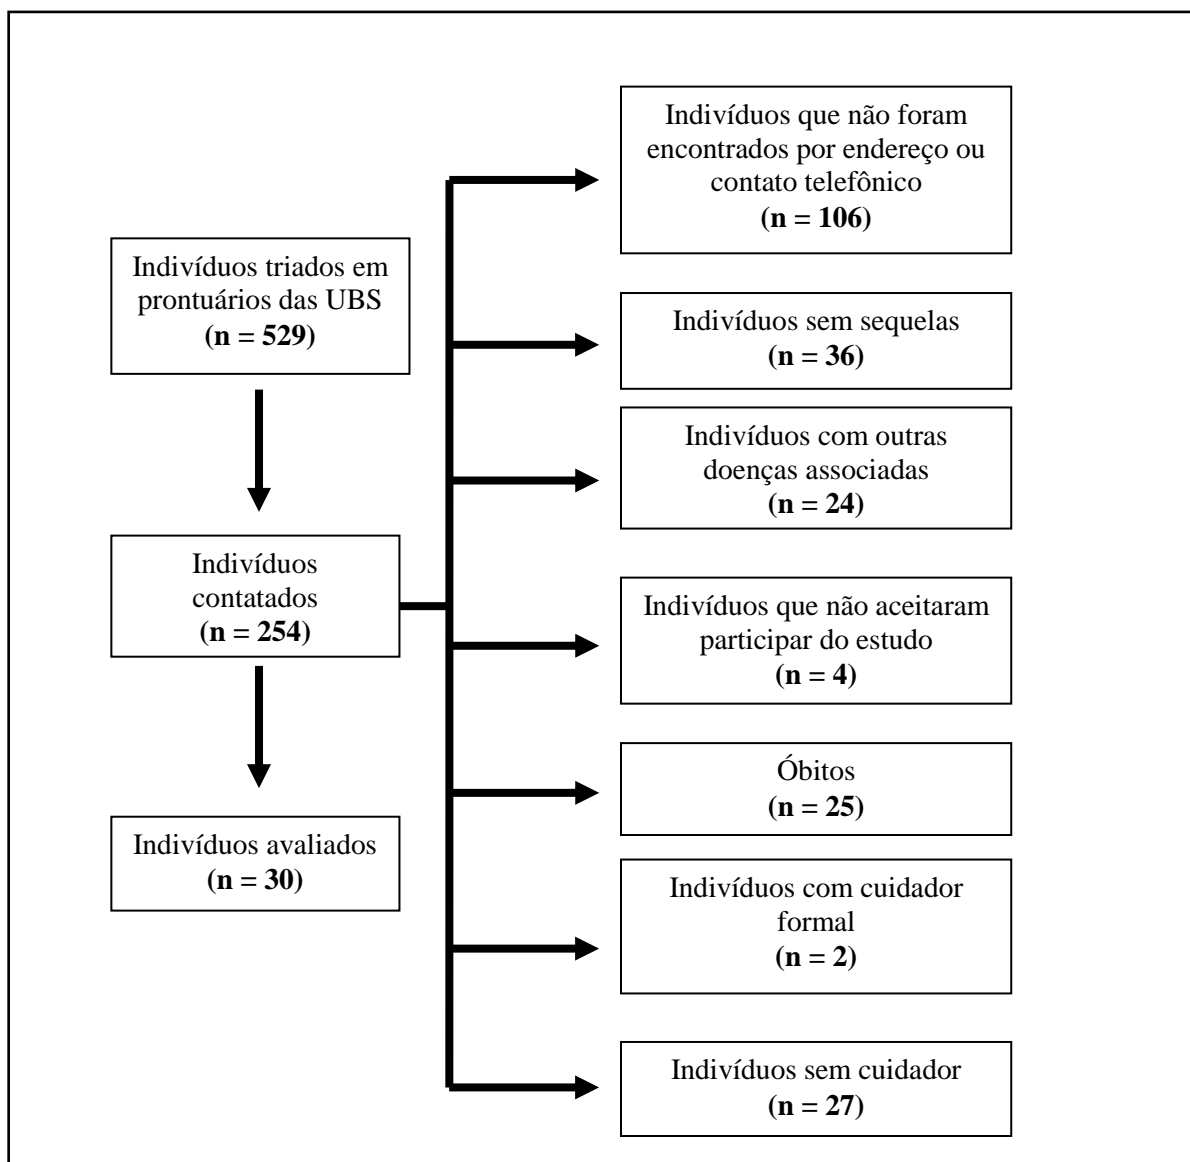 Indivíduos triados em
prontuários das UBS
(n = 529)
Indivíduos
contatados
(n = 254)
Indivíduos avaliados
(n = 30)
Indivíduos que não foram
encontrados por endereço ou
contato telefônico
(n = 106)
Indivíduos sem sequelas
(n = 36)
Indivíduos com outras
doenças associadas
(n = 24)
Indivíduos que não aceitaram
participar do estudo
(n = 4)
Óbitos
(n = 25)
Indivíduos com cuidador
formal
(n = 2)
Indivíduos sem cuidador
(n = 27)